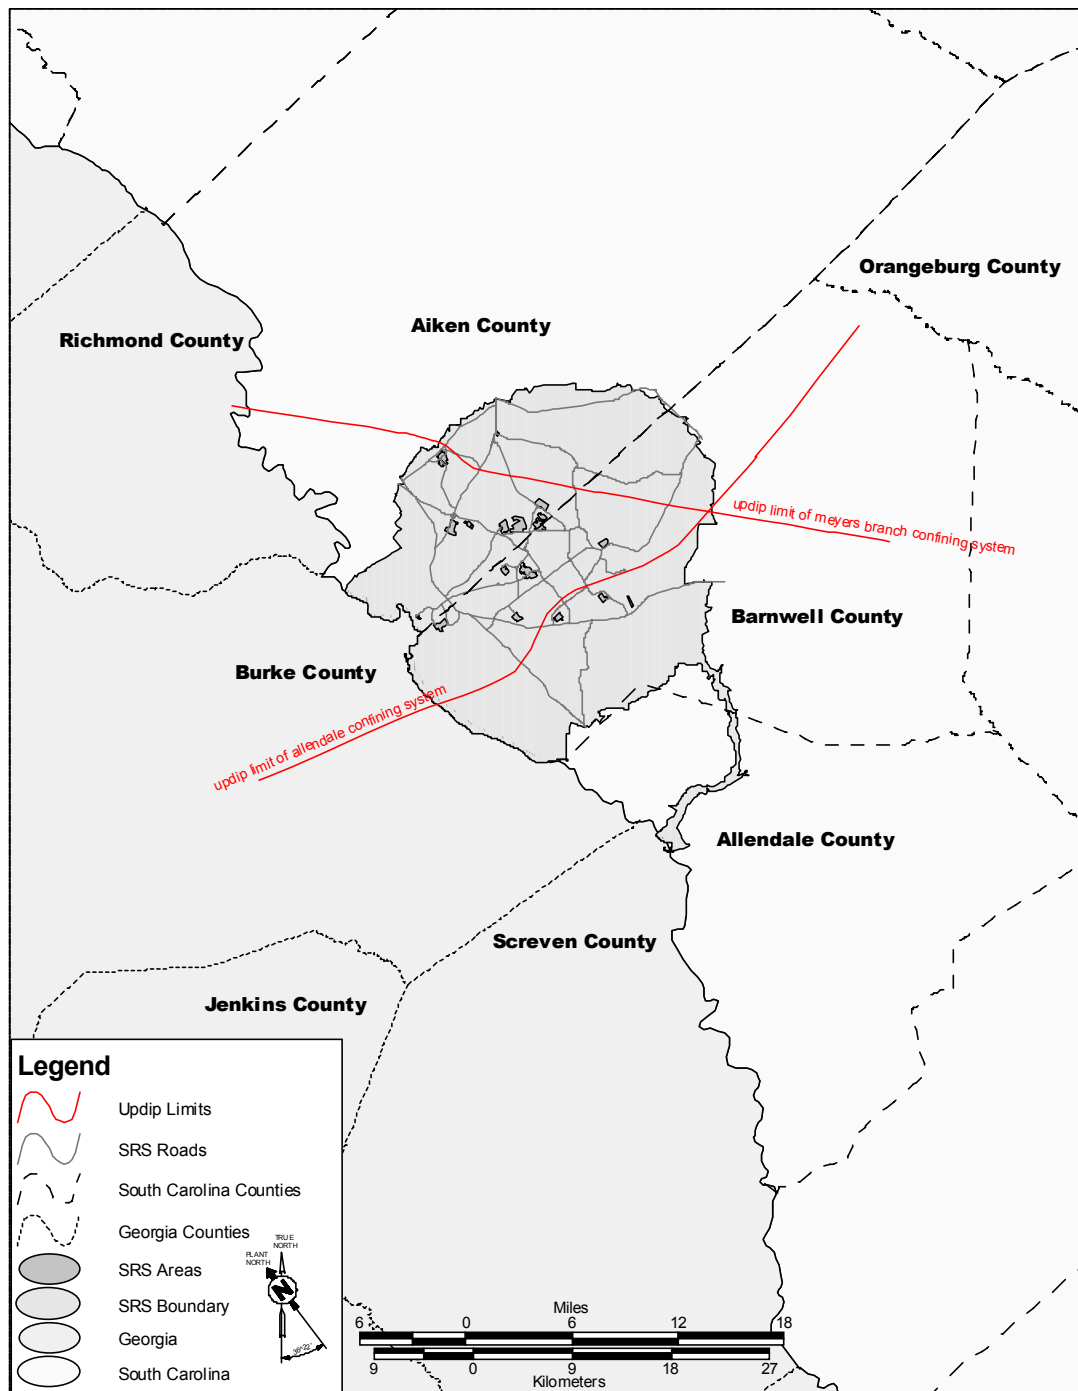 Orangeburg County
Aiken County
Richmond County
updip limit of meyers branch confining system
Barnwell County
Burke County
updip limit of allendale confining system
Allendale County
Screven County
Jenkins County
Legend
Updip Limits
SRS Roads
South Carolina Counties
Georgia Counties
SRS Areas
SRS Boundary
Georgia
South Carolina
TRUE
NORTH
PLANT
NORTH
N
Miles
6 0 6 12 18
9 0 9 18 27
Kilometers